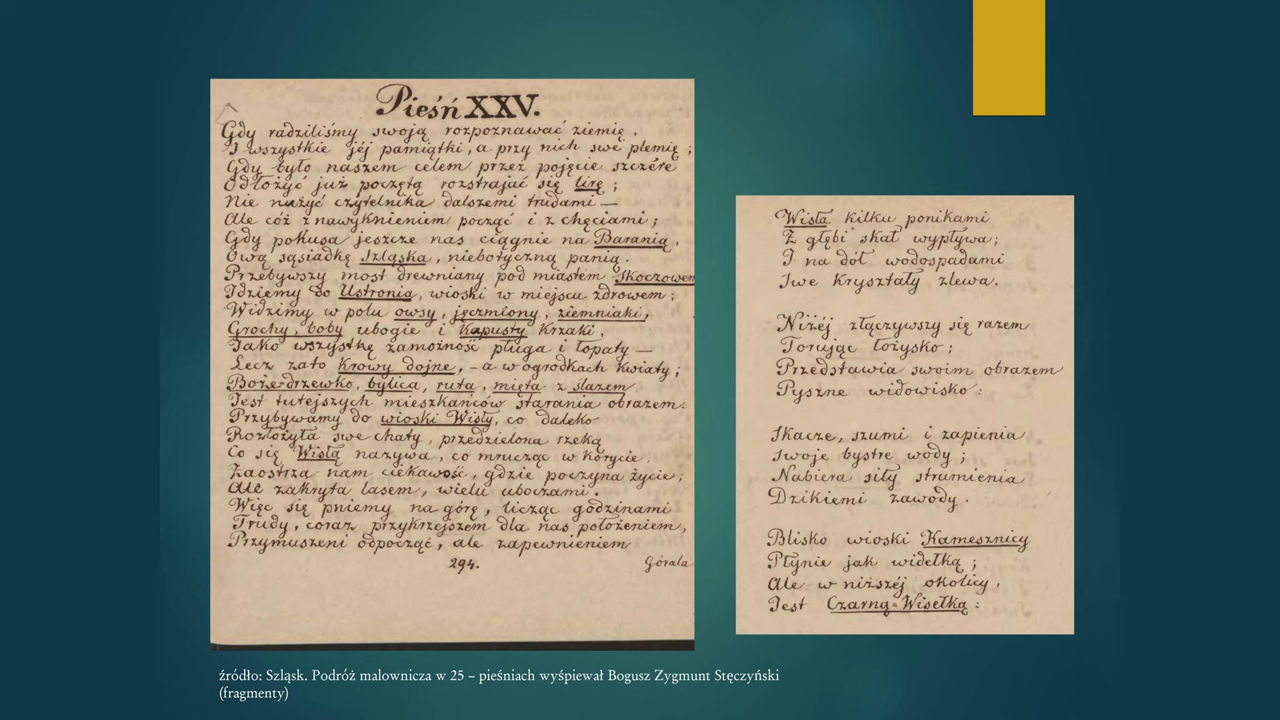 Pieśń XXV.
Gdy radziliśmy swoją rozpoznawać ziemię,
I wszystkie jéj pamiątki, a przy nich swe plemię;
Gdy było naszem celem przez pojęcie szczére
Odłożyć już poczętą rozstrajać się lirę;
Nie nużyć czytelnika dalszemi trudami—
Ale cóż z nawyknieniem począć i z chęciami;
Gdy pokusa jeszcze nas ciągnie na Baranią,
Ową sąsiadkę Szląska, niebotyczną panią.
Przebywszy most drewniany pod miastem Skoczowem
Idziemy do Ustronia, wioski w miejscu zdrowem;
Widzimy w polu owsy, jęczmiony, ziemniaki,
Grochy, boby ubogie i kapusty krzaki,
Jako wszystkę zamożność pługa i łopaty—
Lecz zato krowy dojne,–a w ogródkach kwiaty;
Boże drzewko, bylica, ruta, mięta z slazem
Jest tutejszych mieszkańców starania obrazem.
Przybywamy do wioski Wisły, co daleko
Rozłożyła swe chaty, przedzielona rzeką
Co się Wisłą nazywa, co mrucząc w korycie,
Zaostrza nam ciekawość, gdzie poczyna życie;
Ale zakryta lasem, wielu uboczami.
Więc się pniemy na górę, licząc godzinami
Trudy, coraz przykrzejszem dla nas położeniem,
Przymuszeni odpocząć, ale zapewnieniem
294. Górala
Wisła kilku ponikami
Z głębi skał wypływa;
I na dół wodospadami
Swe kryształy zlewa.
Niżéj złączywszy się razem
Torując łożysko;
Przedstawia swoim obrazem
Pyszne widowisko:
Skacze, szumi i zapienia
Swoje bystre wody;
Nabiera siły strumienia
Dzikiemi zawody.
Blisko wioski Kamesznicy
Płynie jak widełką;
Ale w niższéj okolicy,
Jest Czarną=Wisełką:
źródło: Szląsk. Podróż malownicza w 25 – pieśniach wyśpiewał Bogusz Zygmunt Stęczyński
(fragmenty)